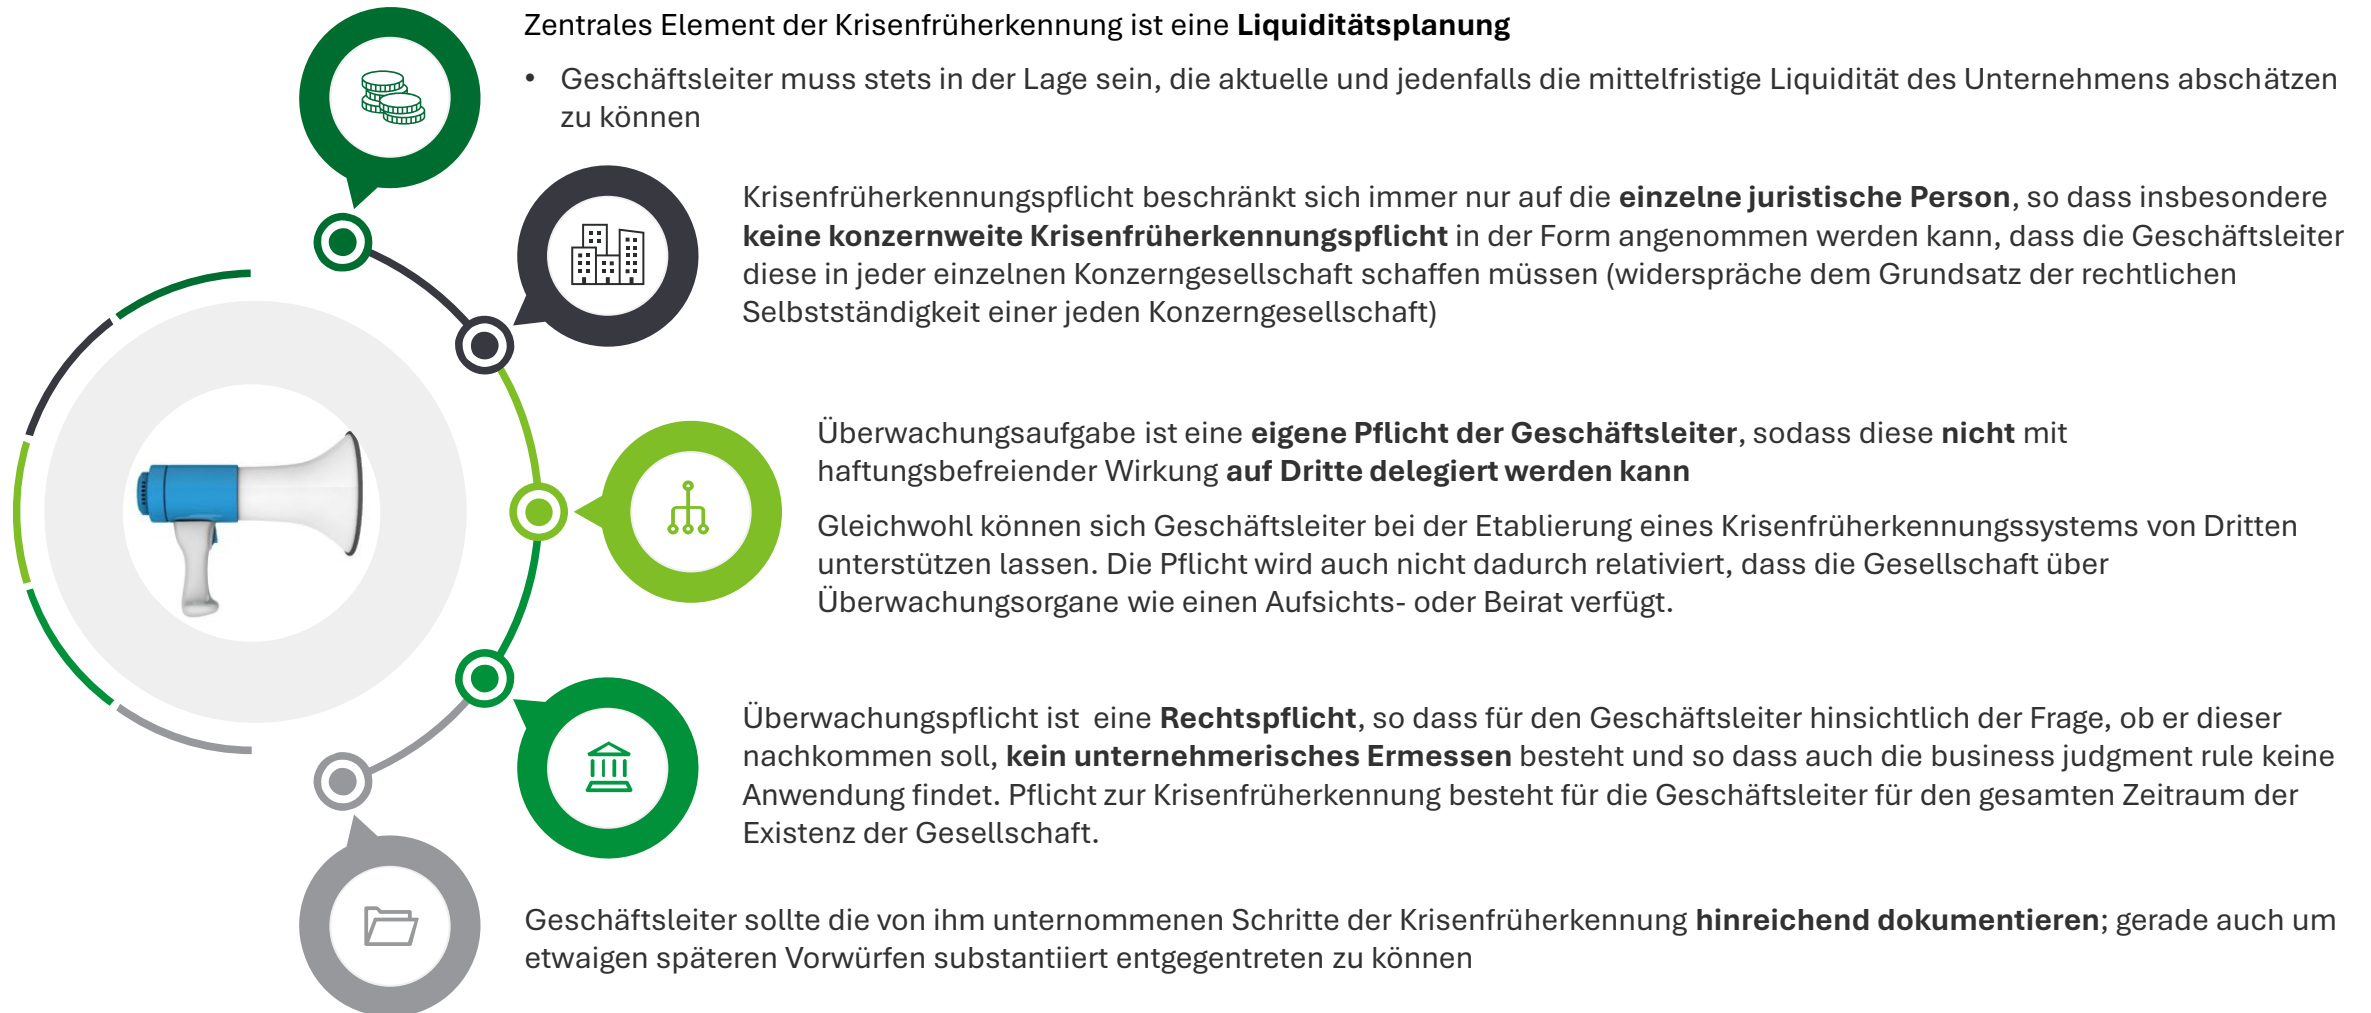 Zentrales Element der Krisenfrüherkennung ist eine Liquiditätsplanung
• Geschäftsleiter muss stets in der Lage sein, die aktuelle und jedenfalls die mittelfristige Liquidität des Unternehmens abschätzen
zu können
Krisenfrüherkennungspflicht beschränkt sich immer nur auf die einzelne juristische Person, so dass insbesondere
keine konzernweite Krisenfrüherkennungspflicht in der Form angenommen werden kann, dass die Geschäftsleiter
diese in jeder einzelnen Konzerngesellschaft schaffen müssen (widerspräche dem Grundsatz der rechtlichen
Selbstständigkeit einer jeden Konzerngesellschaft)
Überwachungsaufgabe ist eine eigene Pflicht der Geschäftsleiter, sodass diese nicht mit
haftungsbefreiender Wirkung auf Dritte delegiert werden kann
Gleichwohl können sich Geschäftsleiter bei der Etablierung eines Krisenfrüherkennungssystems von Dritten
unterstützen lassen. Die Pflicht wird auch nicht dadurch relativiert, dass die Gesellschaft über
Überwachungsorgane wie einen Aufsichts- oder Beirat verfügt.
Überwachungspflicht ist  eine Rechtspflicht, so dass für den Geschäftsleiter hinsichtlich der Frage, ob er dieser
nachkommen soll, kein unternehmerisches Ermessen besteht und so dass auch die business judgment rule keine
Anwendung findet. Pflicht zur Krisenfrüherkennung besteht für die Geschäftsleiter für den gesamten Zeitraum der
Existenz der Gesellschaft.
Geschäftsleiter sollte die von ihm unternommenen Schritte der Krisenfrüherkennung hinreichend dokumentieren; gerade auch um
etwaigen späteren Vorwürfen substantiiert entgegentreten zu können